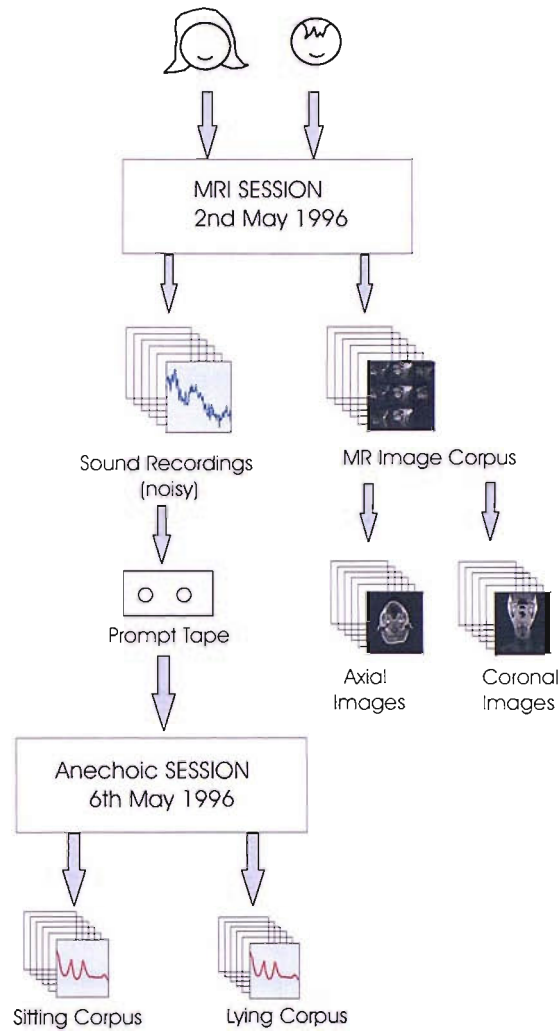 MRI SESSION
2nd May 1996
Sound Recordings
(noisy)
MR Image Corpus
Prompt Tape
Axial
Images
Coronal
Images
Anechoic SESSION
6th May 1996
Sitting Corpus
Lying Corpus